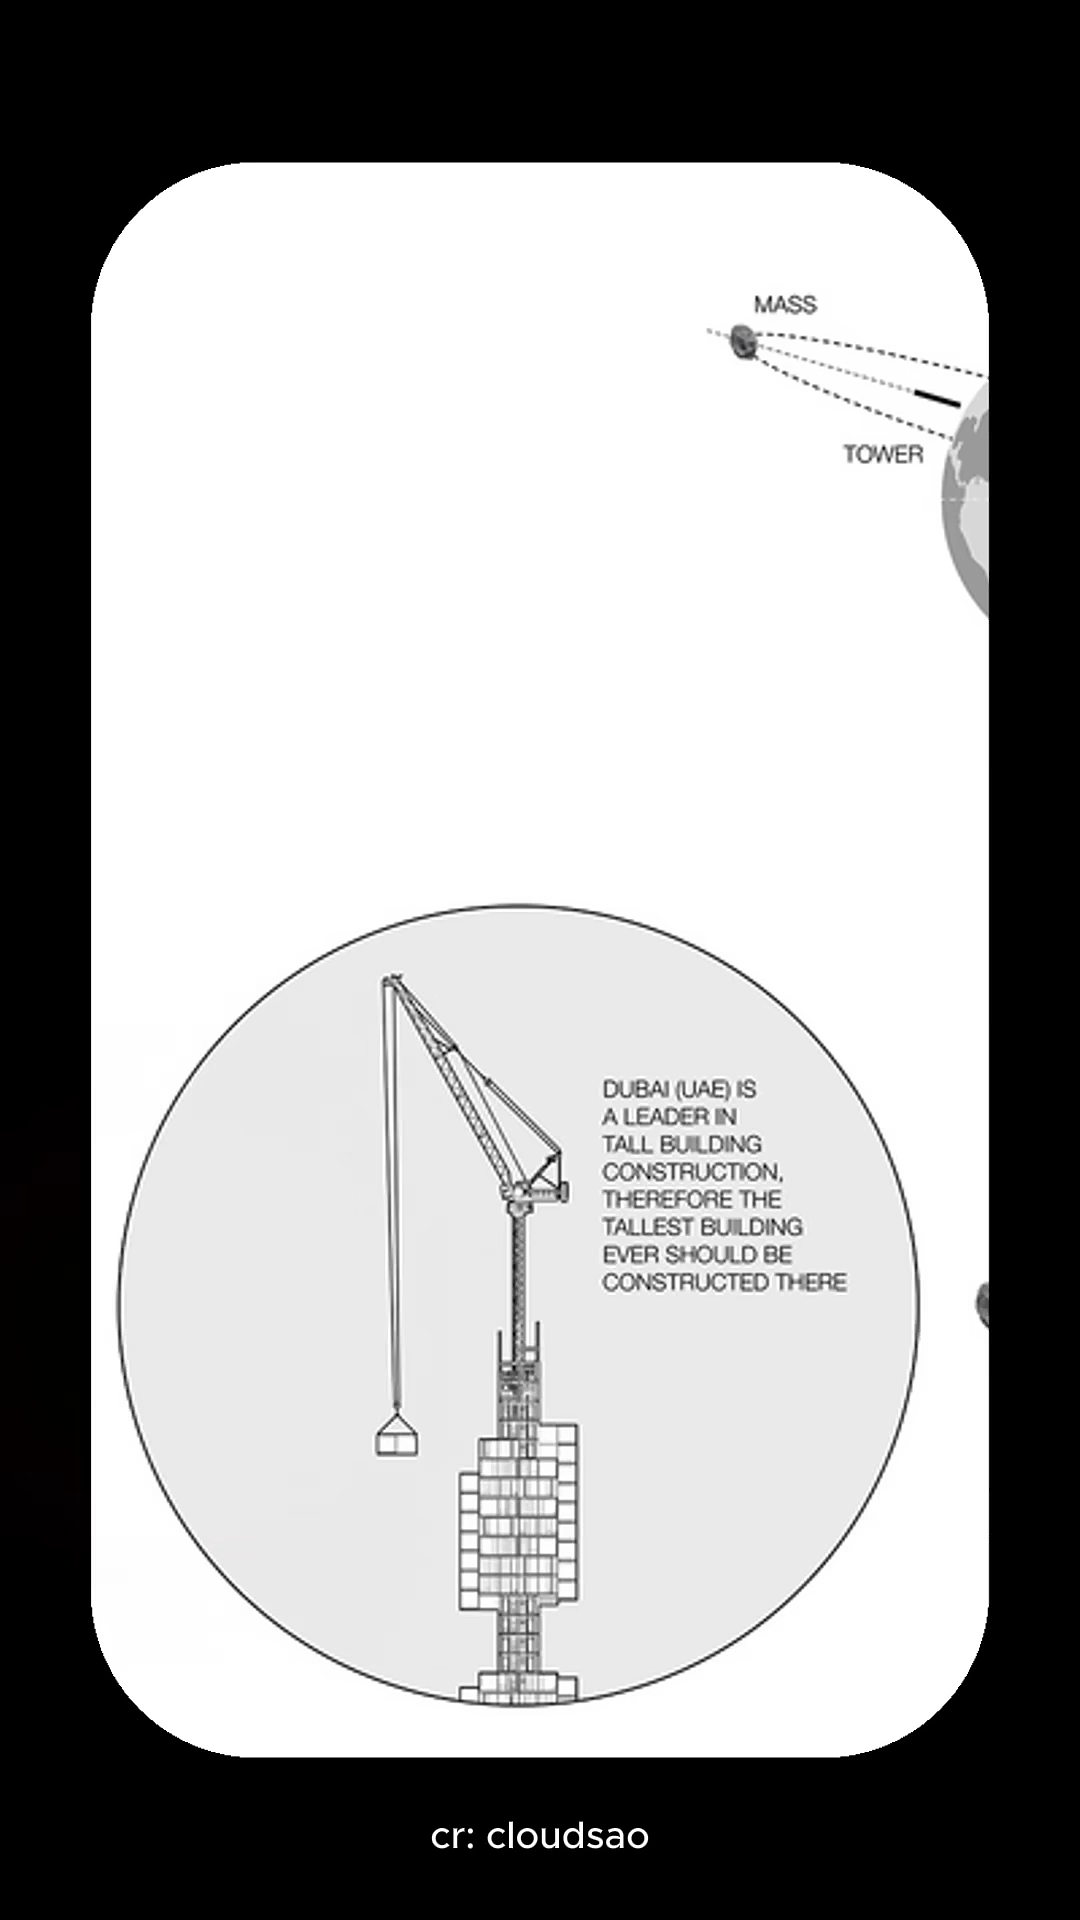 MASS
TOWER
DUBAI (UAE) IS
A LEADER IN
TALL BUILDING
CONSTRUCTION,
THEREFORE THE
TALLEST BUILDING
EVER SHOULD BE
CONSTRUCTED THERE
cr: cloudsao